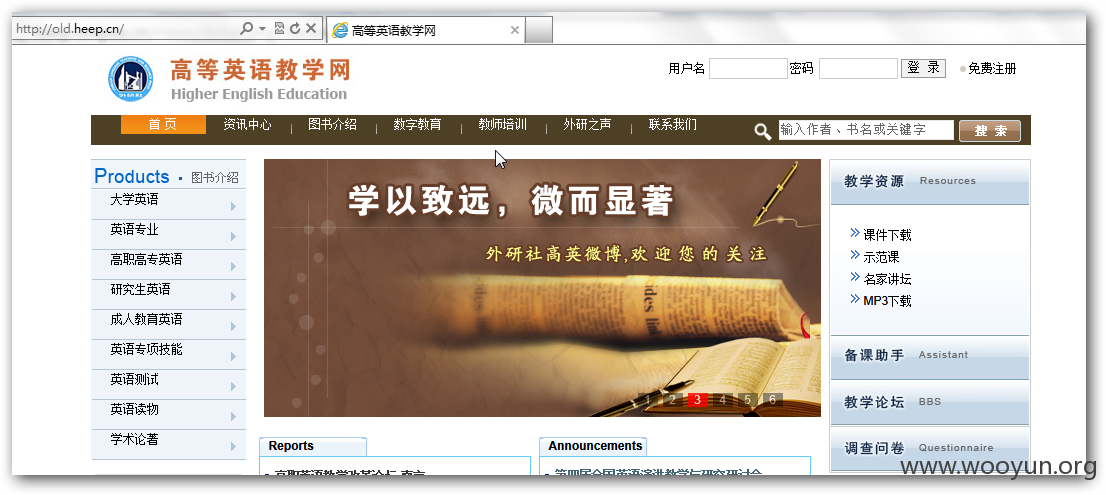 http://old.heep.cn/
高等英语教学网
高等英语教学网
Higher English Education
用户名 密码 登 录 免费注册
首 页 资讯中心 图书介绍 数字教育 教师培训 外研之声 联系我们
输入作者、书名或关键字 搜 索
Products 图书介绍
大学英语
英语专业
高职高专英语
研究生英语
成人教育英语
英语专项技能
英语测试
英语读物
学术论著
学以致远，微而显著
外研社高英微博,欢迎您的关注
1 2 3 4 5 6
教学资源 Resources
课件下载
示范课
名家讲坛
MP3下载
备课助手 Assistant
教学论坛 BBS
调查问卷 Questionnaire
Reports
Announcements
www.wooyun.org